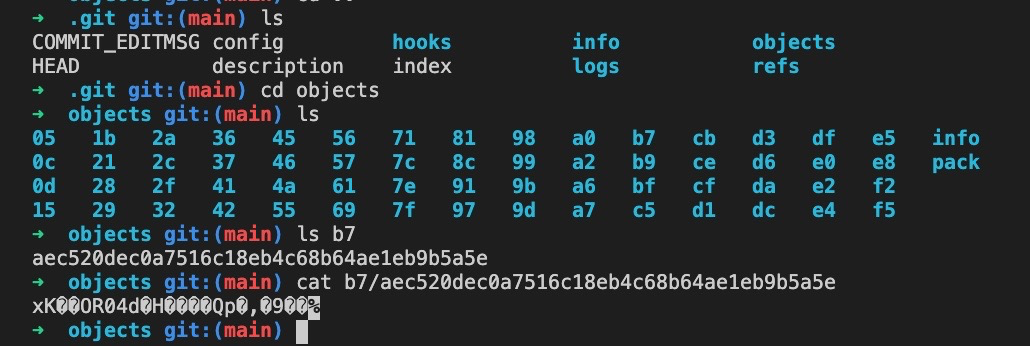 ➜ .git git:(main) ls
COMMIT_EDITMSG config hooks info objects
HEAD description index logs refs
➜ .git git:(main) cd objects
➜ objects git:(main) ls
05 1b 2a 36 45 56 71 81 98 a0 b7 cb d3 df e5 info
0c 21 2c 37 46 57 7c 8c 99 a2 b9 ce d6 e0 e8 pack
0d 28 2f 41 4a 61 7e 91 9b a6 bf cf da e2 f2
15 29 32 42 55 69 7f 97 9d a7 c5 d1 dc e4 f5
➜ objects git:(main) ls b7
aec520dec0a7516c18eb4c68b64ae1eb9b5a5e
➜ objects git:(main) cat b7/aec520dec0a7516c18eb4c68b64ae1eb9b5a5e
xK��OR04d�H����Qp�,�9��%
➜ objects git:(main)